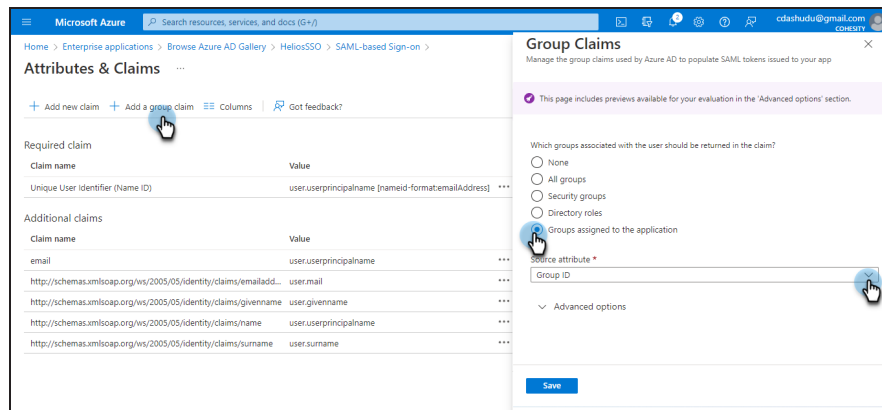 Microsoft Azure
Search resources, services, and docs (G+/)
2
cdashudu@gmail.com
COHESITY
Home > Enterprise applications > Browse Azure AD Gallery > HeliosSSO > SAML-based Sign-on >
Attributes & Claims ...
+ Add new claim + Add a group claim Columns Got feedback?
Required claim
Claim name Value
Unique User Identifier (Name ID) user.userprincipalname [nameid-format:emailAddress] ...
Additional claims
Claim name Value
email user.userprincipalname ...
http://schemas.xmlsoap.org/ws/2005/05/identity/claims/emailadd... user.mail ...
http://schemas.xmlsoap.org/ws/2005/05/identity/claims/givenname user.givenname ...
http://schemas.xmlsoap.org/ws/2005/05/identity/claims/name user.userprincipalname ...
http://schemas.xmlsoap.org/ws/2005/05/identity/claims/surname user.surname ...
Group Claims
Manage the group claims used by Azure AD to populate SAML tokens issued to your app
This page includes previews available for your evaluation in the 'Advanced options' section.
Which groups associated with the user should be returned in the claim?
None
All groups
Security groups
Directory roles
Groups assigned to the application
Source attribute *
Group ID
Advanced options
Save